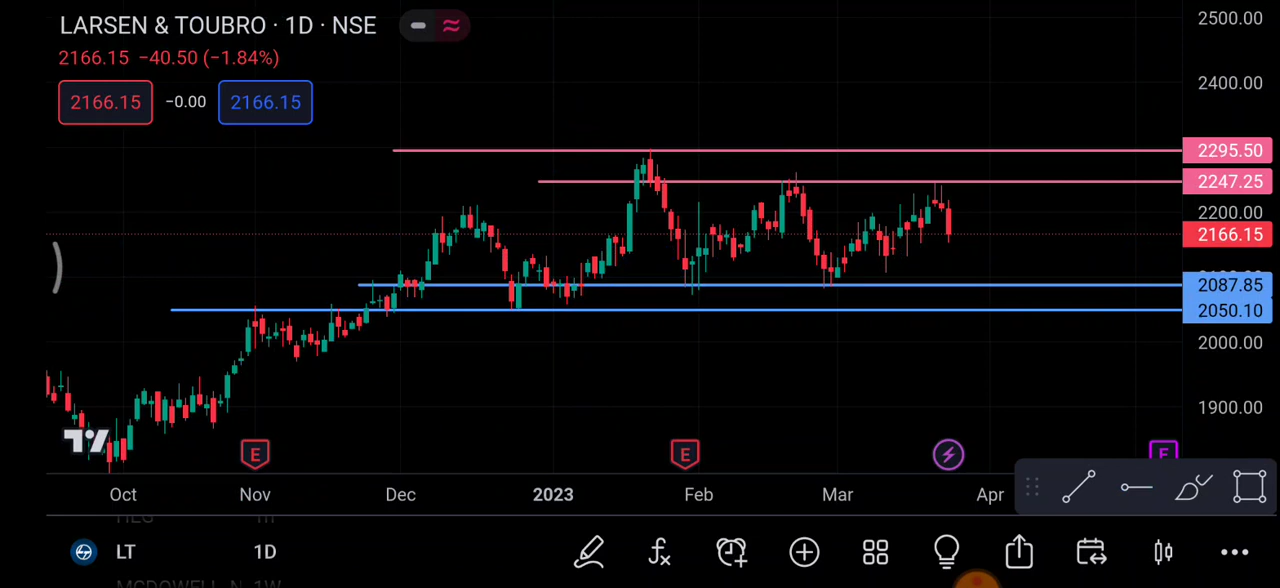 LARSEN & TOUBRO · 1D · NSE
2166.15 −40.50 (−1.84%)
2166.15 −0.00 2166.15
2500.00
2400.00
2295.50
2247.25
2200.00
2166.15
2087.85
2050.10
2000.00
1900.00
E E E
Oct Nov Dec 2023 Feb Mar Apr
LT 1D
MCDOWELL_N 1W